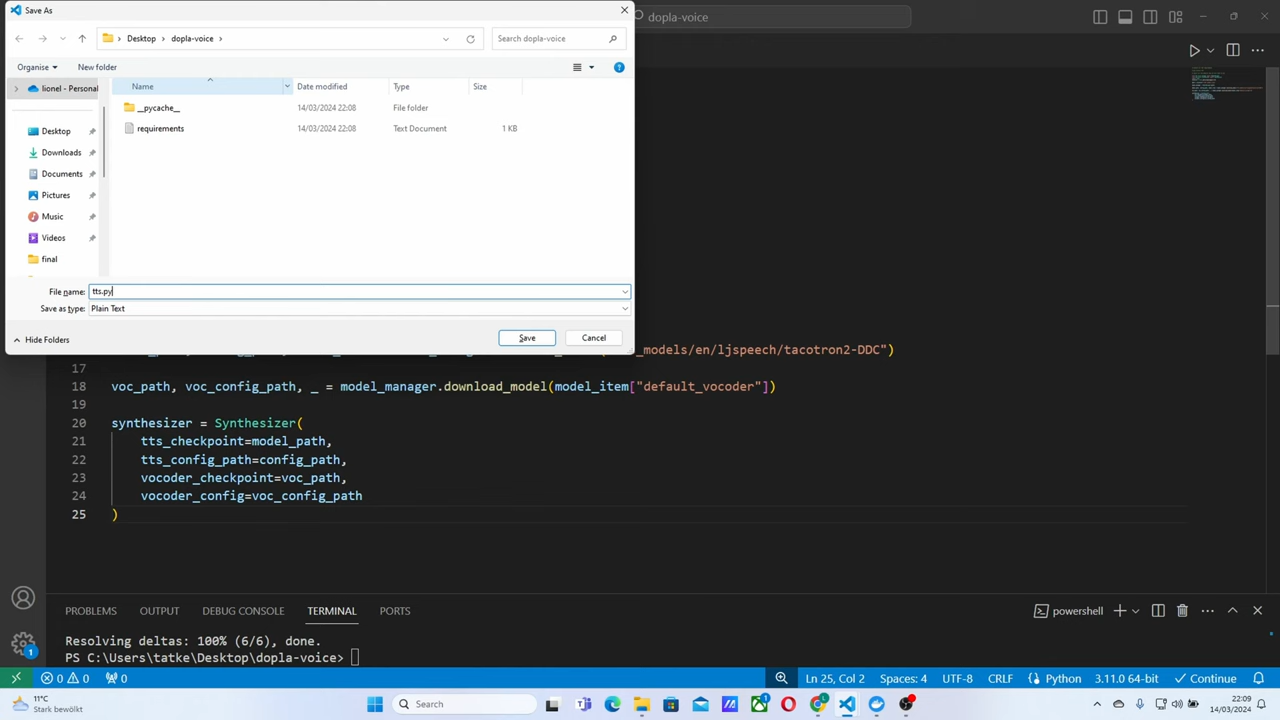 Save As
dopla-voice
Desktop
dopla-voice
Search dopla-voice
Organise
New folder
Name
Date modified
Type
Size
lionel - Personal
__pycache__
14/03/2024 22:08
File folder
requirements
14/03/2024 22:08
Text Document
1 KB
Desktop
Downloads
Documents
Pictures
Music
Videos
final
File name:
tts.py
Save as type:
Plain Text
Hide Folders
Save
Cancel
_models/en/ljspeech/tacotron2-DDC")
17
18 voc_path, voc_config_path, _ = model_manager.download_model(model_item["default_vocoder"])
19
20 synthesizer = Synthesizer(
21 tts_checkpoint=model_path,
22 tts_config_path=config_path,
23 vocoder_checkpoint=voc_path,
24 vocoder_config=voc_config_path
25 )
PROBLEMS
OUTPUT
DEBUG CONSOLE
TERMINAL
PORTS
powershell
Resolving deltas: 100% (6/6), done.
PS C:\Users\tatke\Desktop\dopla-voice>
1
0
0
0
Ln 25, Col 2
Spaces: 4
UTF-8
CRLF
Python
3.11.0 64-bit
Continue
11°C
Stark bewölkt
Search
22:09
14/03/2024